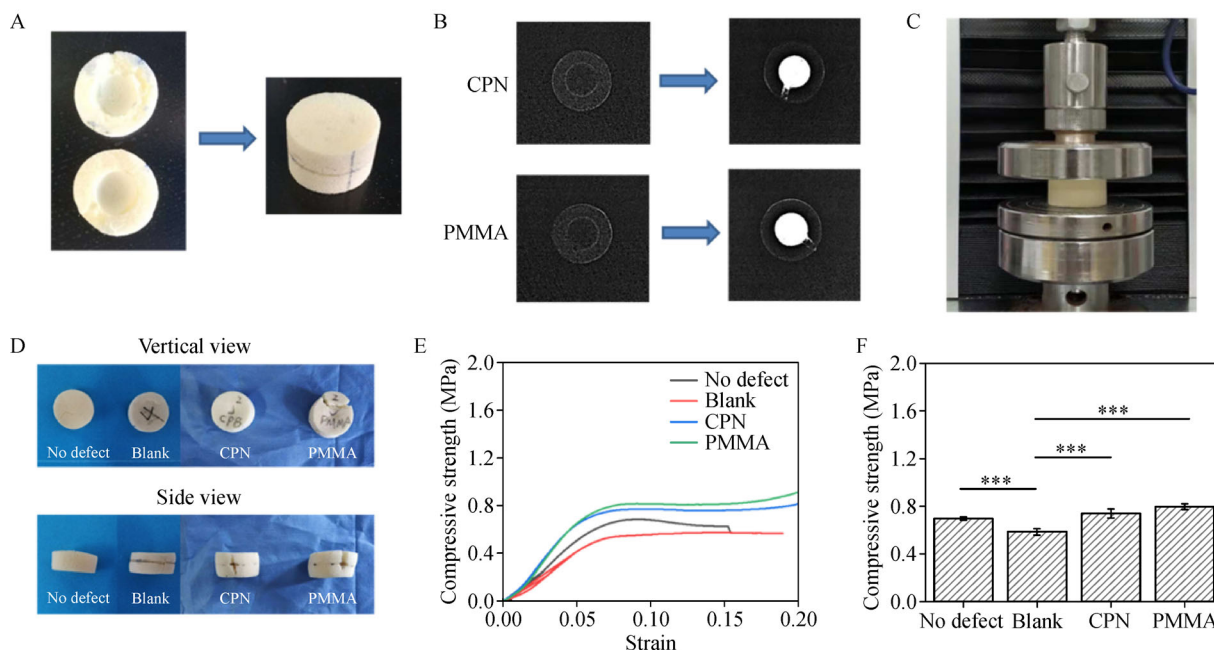 A
B
CPN
PMMA
C
D
Vertical view
No defect
Blank
CPN
PMMA
Side view
No defect
Blank
CPN
PMMA
E
Compressive strength (MPa)
2.0
1.6
1.2
0.8
0.4
0.0
0.00
0.05
0.10
0.15
0.20
Strain
No defect
Blank
CPN
PMMA
F
Compressive strength (MPa)
2.0
1.6
1.2
0.8
0.4
0.0
***
***
***
No defect
Blank
CPN
PMMA